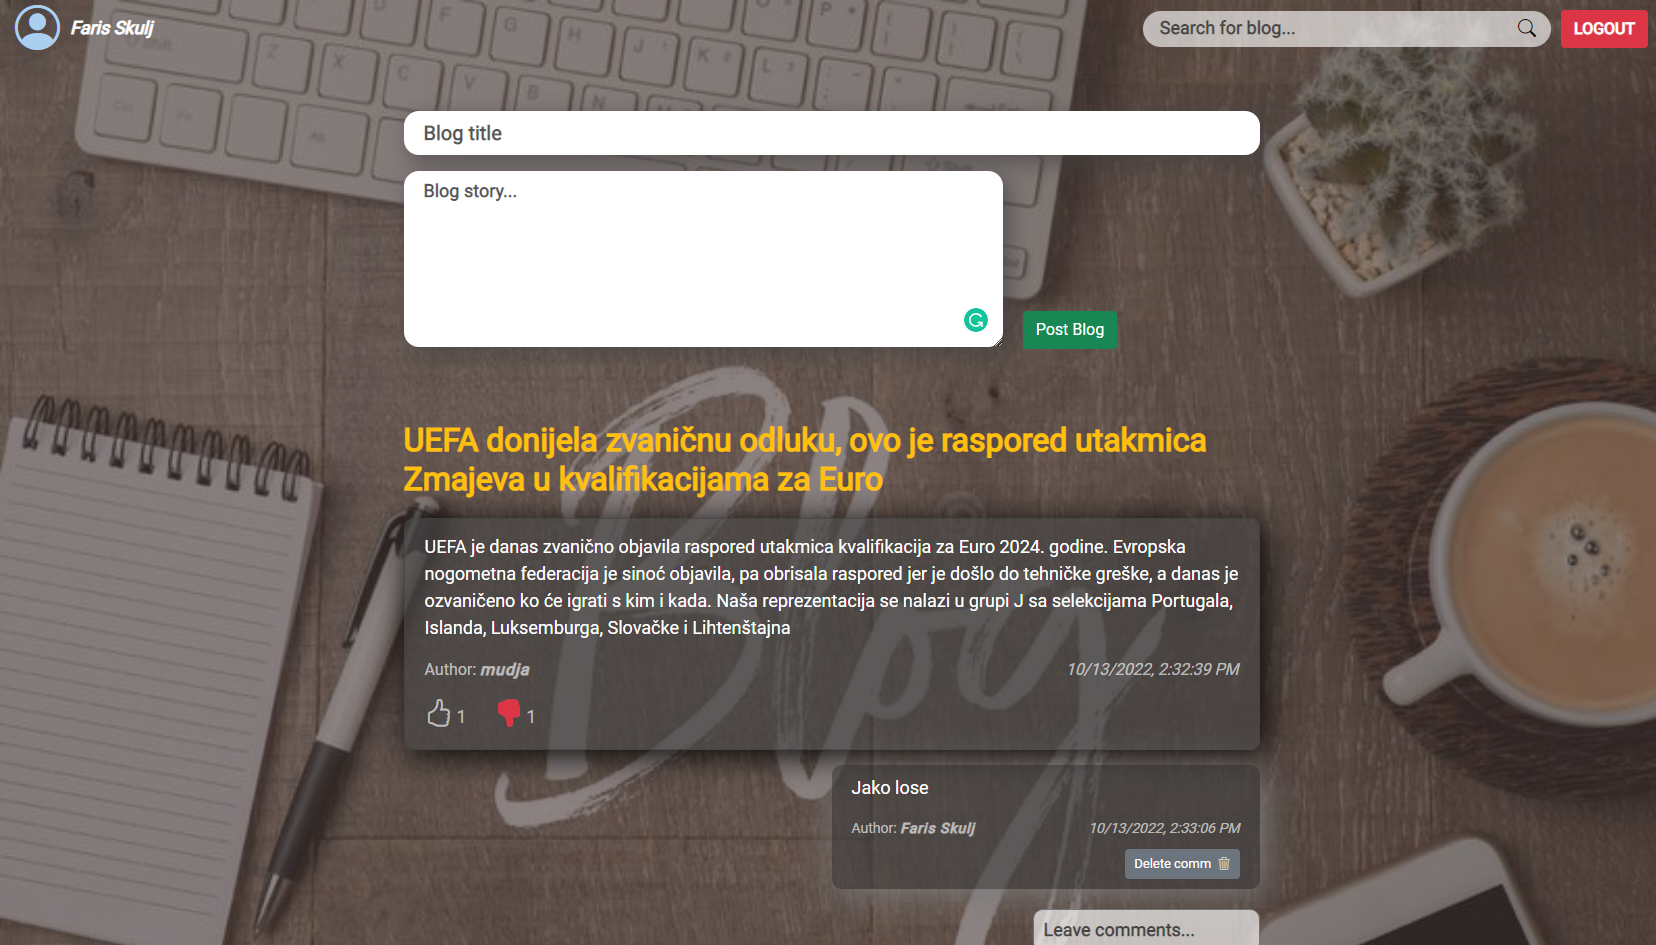 Faris Skulj
Search for blog...
LOGOUT
Blog title
Blog story...
Post Blog
UEFA donijela zvaničnu odluku, ovo je raspored utakmica
Zmajeva u kvalifikacijama za Euro
UEFA je danas zvanično objavila raspored utakmica kvalifikacija za Euro 2024. godine. Evropska
nogometna federacija je sinoć objavila, pa obrisala raspored jer je došlo do tehničke greške, a danas je
ozvaničeno ko će igrati s kim i kada. Naša reprezentacija se nalazi u grupi J sa selekcijama Portugala,
Islanda, Luksemburga, Slovačke i Lihtenštajna
Author: mudja
10/13/2022, 2:32:39 PM
1
1
Jako lose
Author: Faris Skulj
10/13/2022, 2:33:06 PM
Delete comm
Leave comments...
Blog